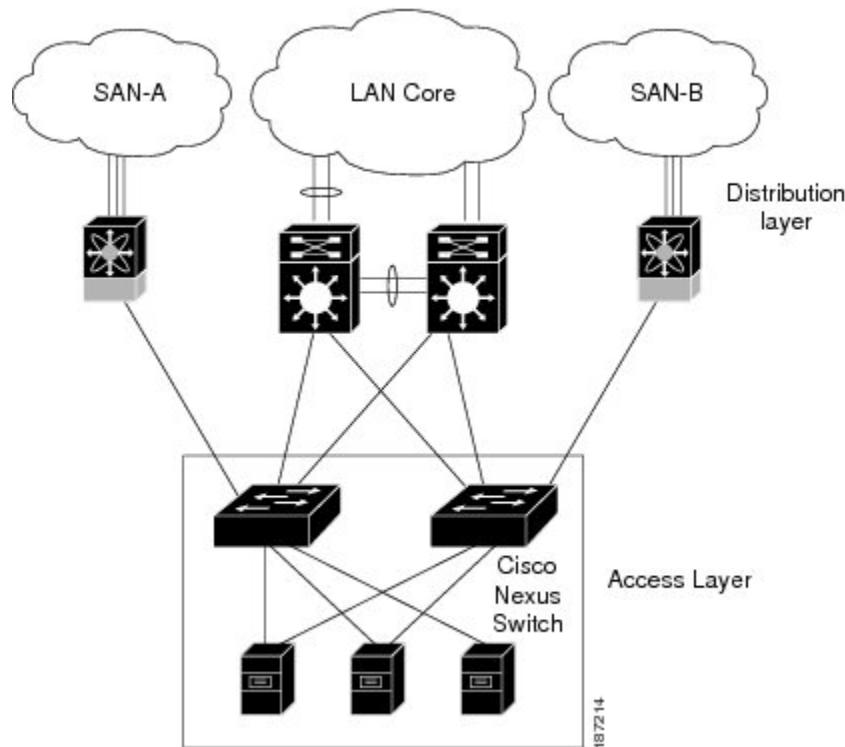 SAN-A
LAN Core
SAN-B
Distribution
layer
Cisco
Nexus
Switch
Access Layer
187214